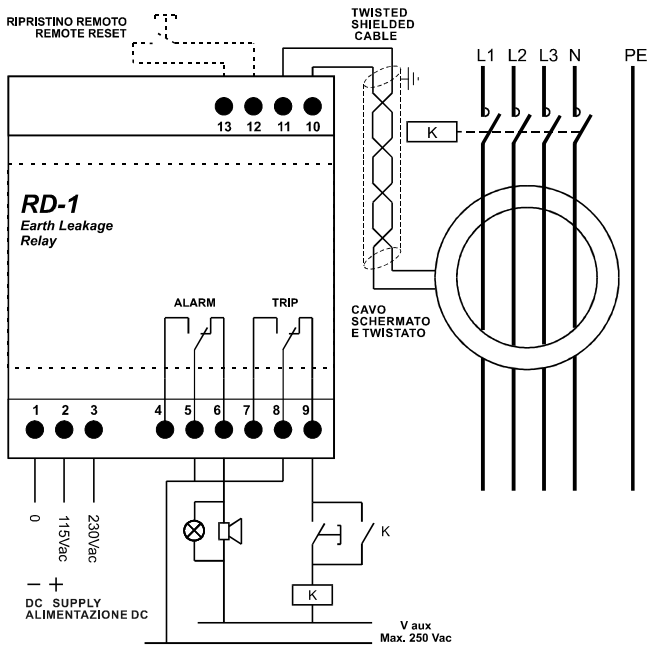 RIPRISTINO REMOTO
REMOTE RESET
TWISTED
SHIELDED
CABLE
L1 L2 L3 N PE
13 12 11 10
K
RD-1
Earth Leakage
Relay
ALARM TRIP
CAVO
SCHERMATO
E TWISTATO
1 2 3 4 5 6 7 8 9
0
115Vac
230Vac
K
− +
DC SUPPLY
ALIMENTAZIONE DC
K
V aux
Max. 250 Vac